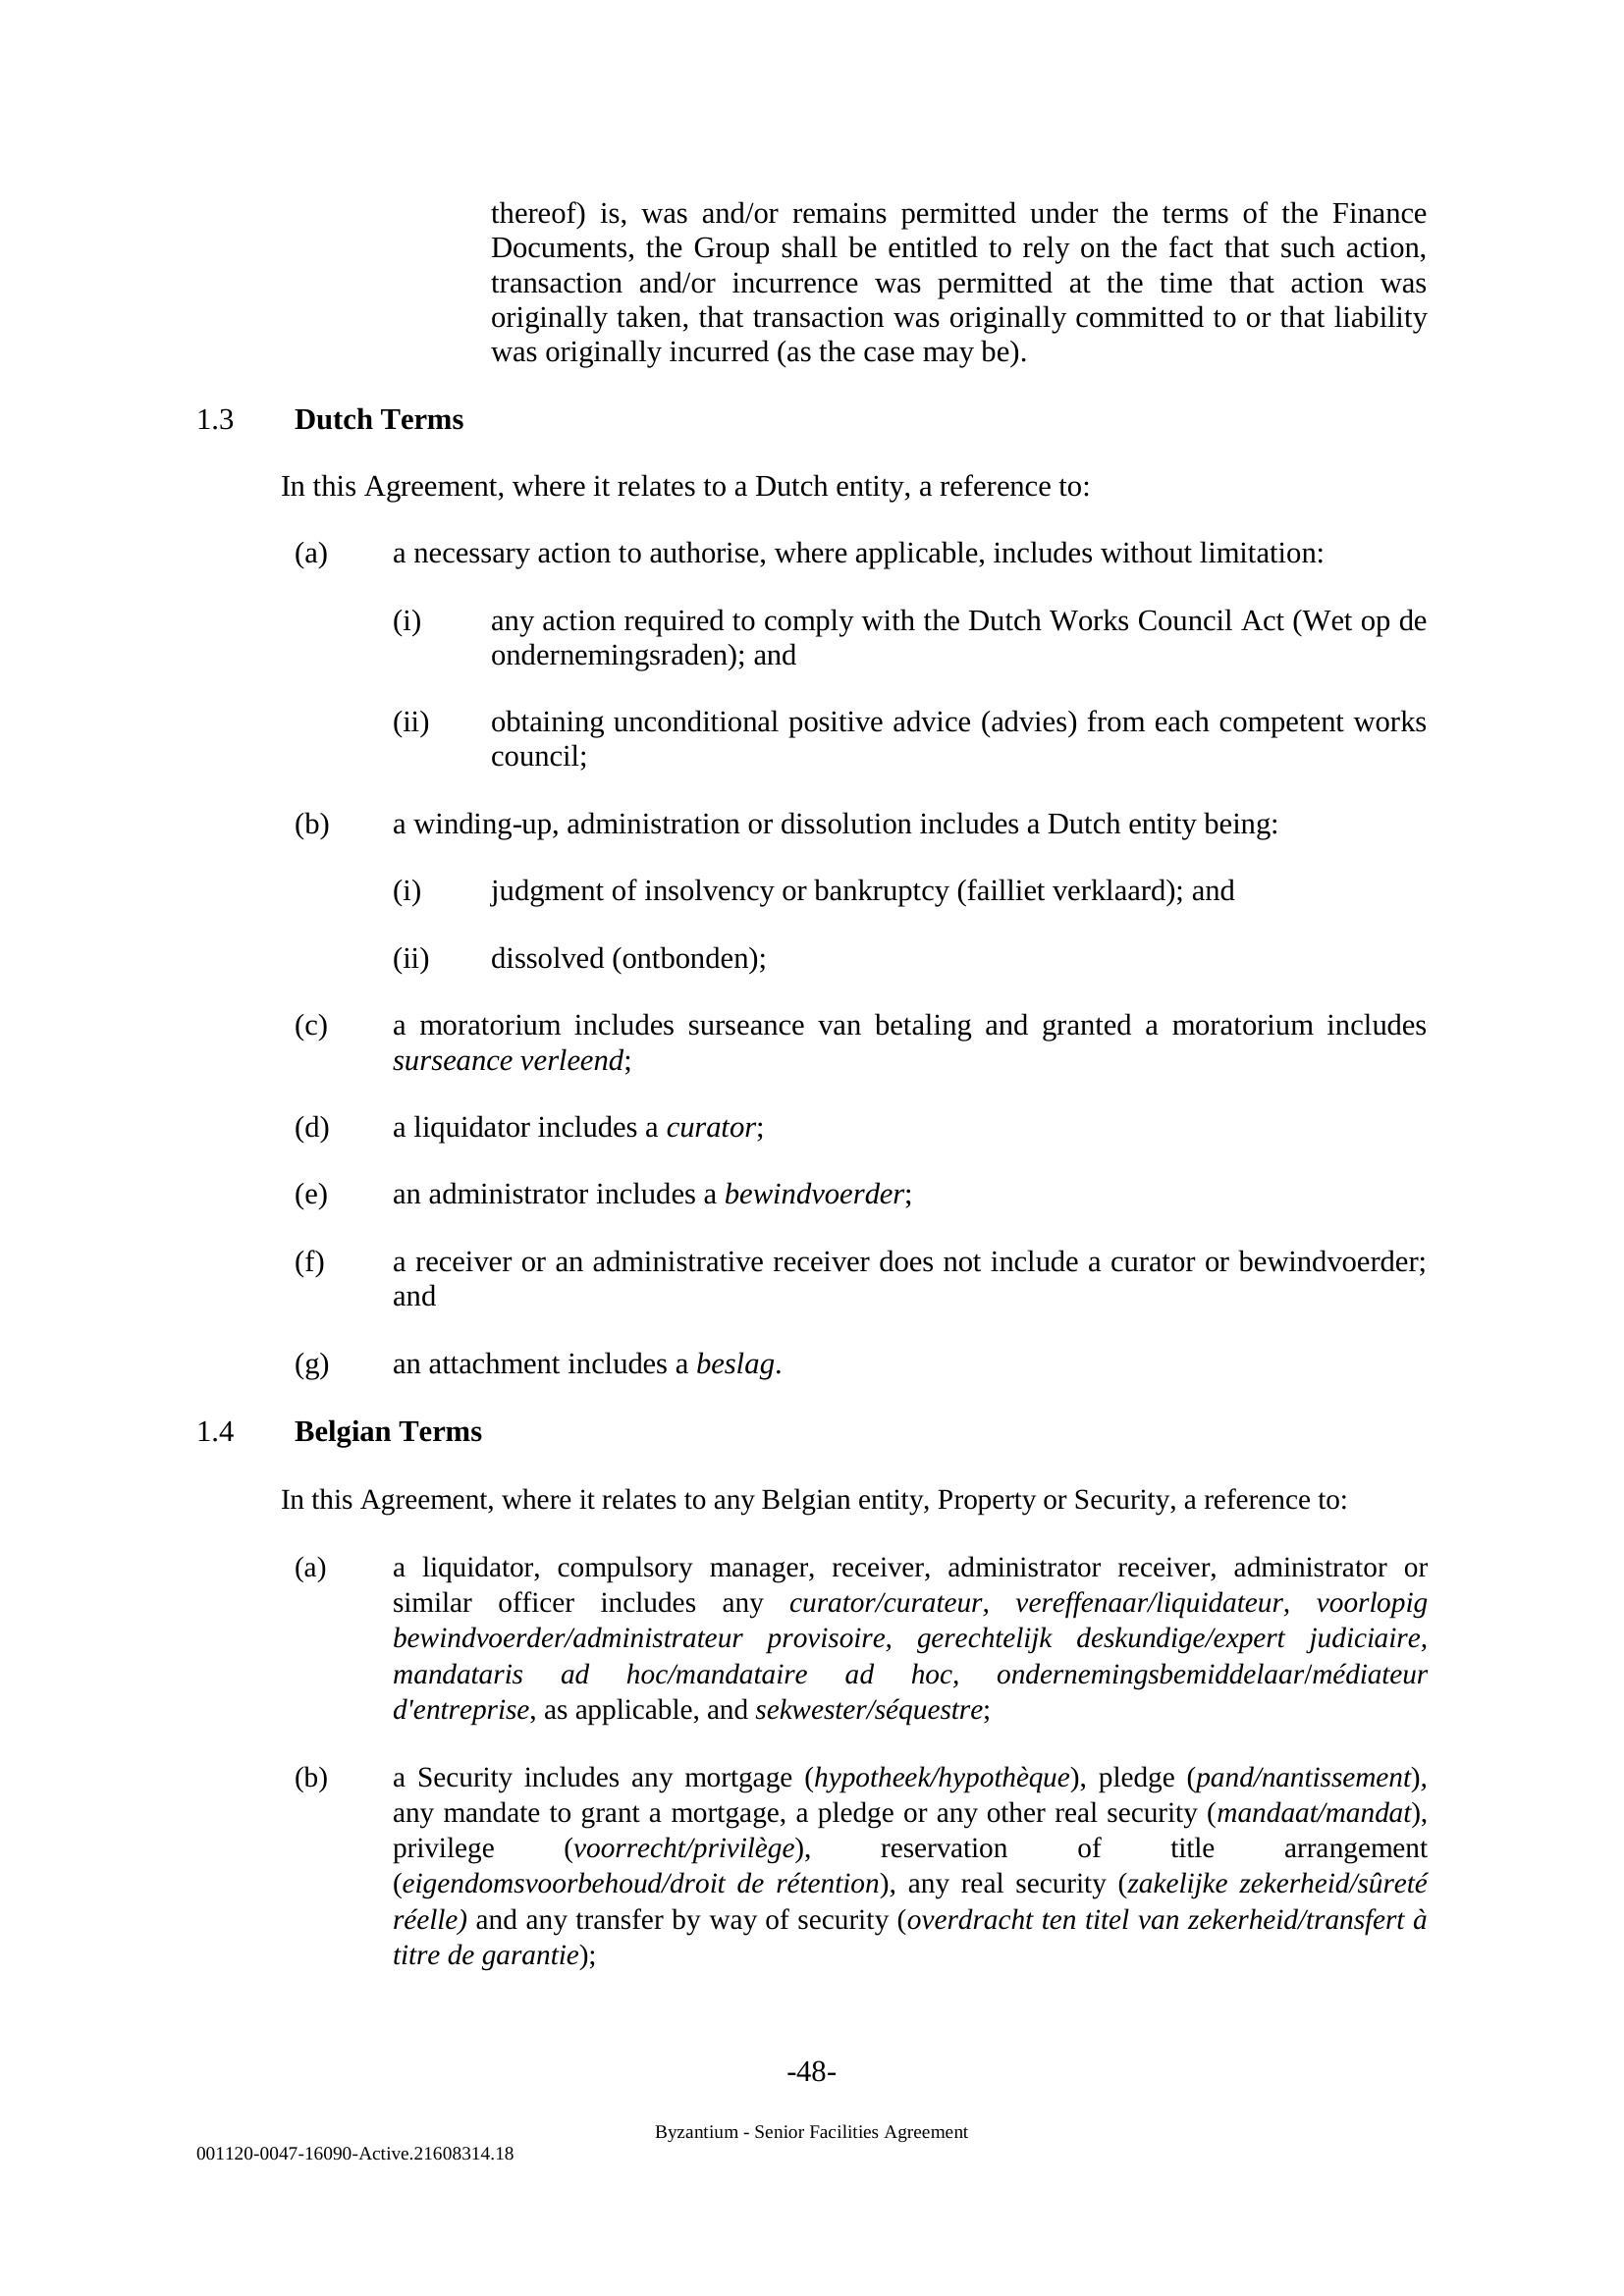 thereof) is, was and/or remains permitted under the terms of the Finance
Documents, the Group shall be entitled to rely on the fact that such action,
transaction and/or incurrence was permitted at the time that action was
originally taken, that transaction was originally committed to or that liability
was originally incurred (as the case may be).
1.3 Dutch Terms
In this Agreement, where it relates to a Dutch entity, a reference to:
(a) a necessary action to authorise, where applicable, includes without limitation:
(i) any action required to comply with the Dutch Works Council Act (Wet op de
ondernemingsraden); and
(ii) obtaining unconditional positive advice (advies) from each competent works
council;
(b) a winding-up, administration or dissolution includes a Dutch entity being:
(i) judgment of insolvency or bankruptcy (failliet verklaard); and
(ii) dissolved (ontbonden);
(c) a moratorium includes surseance van betaling and granted a moratorium includes
surseance verleend;
(d) a liquidator includes a curator;
(e) an administrator includes a bewindvoerder;
(f) a receiver or an administrative receiver does not include a curator or bewindvoerder;
and
(g) an attachment includes a beslag.
1.4 Belgian Terms
In this Agreement, where it relates to any Belgian entity, Property or Security, a reference to:
(a) a liquidator, compulsory manager, receiver, administrator receiver, administrator or
similar officer includes any curator/curateur, vereffenaar/liquidateur, voorlopig
bewindvoerder/administrateur provisoire, gerechtelijk deskundige/expert judiciaire,
mandataris ad hoc/mandataire ad hoc, ondernemingsbemiddelaar/médiateur
d'entreprise, as applicable, and sekwester/séquestre;
(b) a Security includes any mortgage (hypotheek/hypothèque), pledge (pand/nantissement),
any mandate to grant a mortgage, a pledge or any other real security (mandaat/mandat),
privilege (voorrecht/privilège), reservation of title arrangement
(eigendomsvoorbehoud/droit de rétention), any real security (zakelijke zekerheid/sûreté
réelle) and any transfer by way of security (overdracht ten titel van zekerheid/transfert à
titre de garantie);
-48-
Byzantium - Senior Facilities Agreement
001120-0047-16090-Active.21608314.18